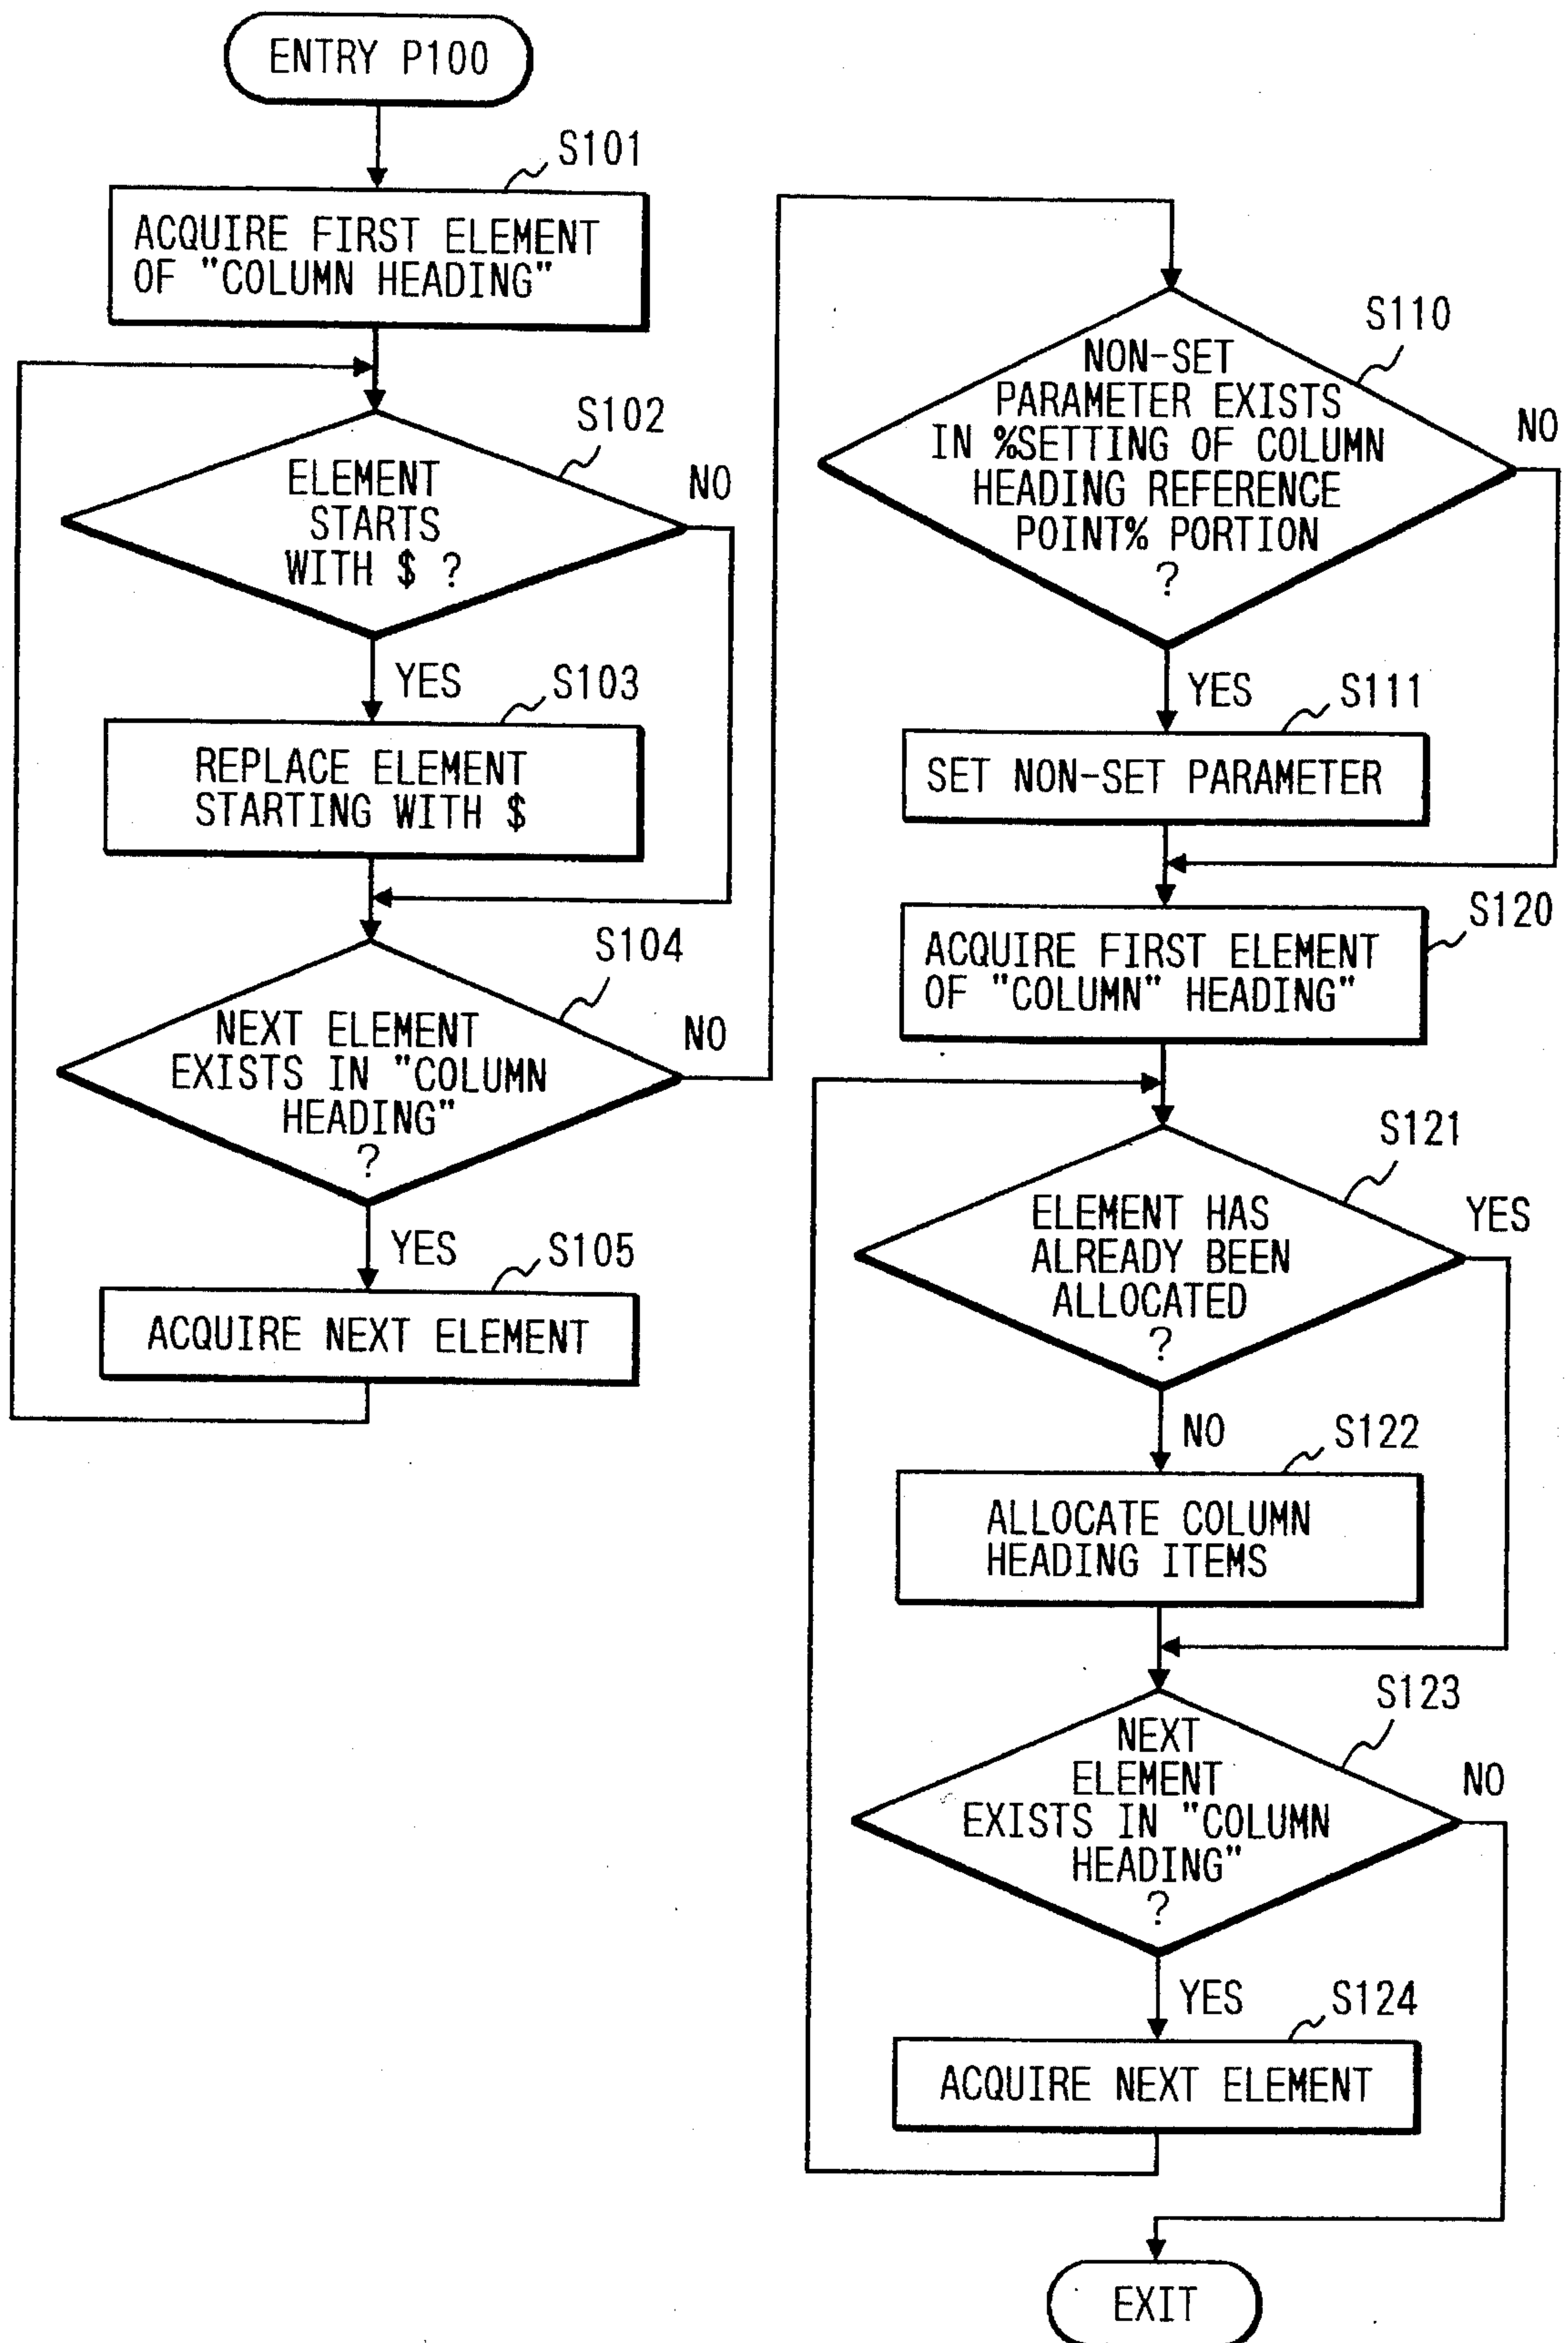 ENTRY P100
S101
ACQUIRE FIRST ELEMENT
OF "COLUMN HEADING"
S102
ELEMENT
STARTS
WITH $ ?
NO
YES
S103
REPLACE ELEMENT
STARTING WITH $
S104
NEXT ELEMENT
EXISTS IN "COLUMN
HEADING"
?
NO
YES
S105
ACQUIRE NEXT ELEMENT
S110
NON-SET
PARAMETER EXISTS
IN %SETTING OF COLUMN
HEADING REFERENCE
POINT% PORTION
?
NO
YES
S111
SET NON-SET PARAMETER
S120
ACQUIRE FIRST ELEMENT
OF "COLUMN" HEADING"
S121
ELEMENT HAS
ALREADY BEEN
ALLOCATED
?
YES
NO
S122
ALLOCATE COLUMN
HEADING ITEMS
S123
NEXT
ELEMENT
EXISTS IN "COLUMN
HEADING"
?
NO
YES
S124
ACQUIRE NEXT ELEMENT
EXIT